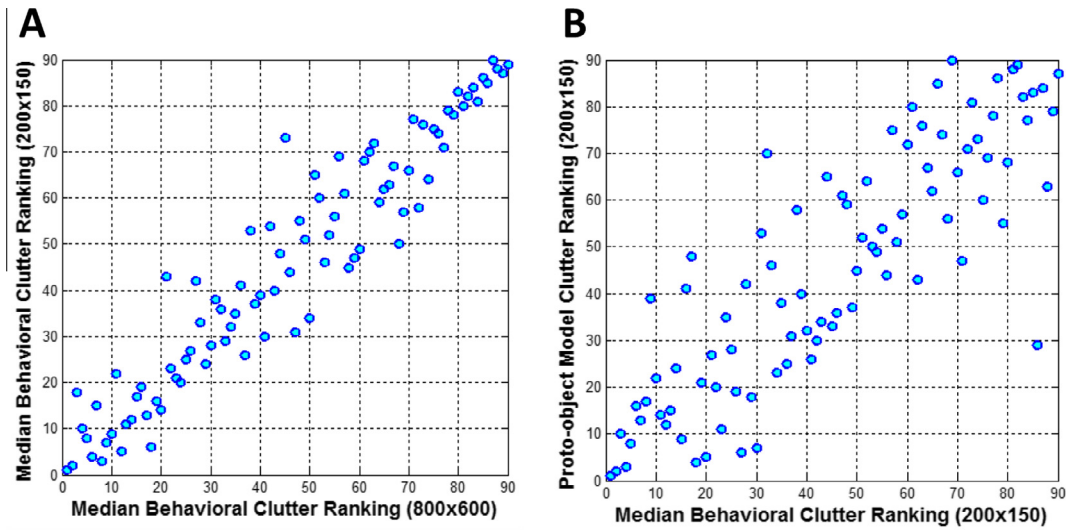 A
Median Behavioral Clutter Ranking (200x150)
90
80
70
60
50
40
30
20
10
0
0 10 20 30 40 50 60 70 80 90
Median Behavioral Clutter Ranking (800x600)
B
Proto-object Model Clutter Ranking (200x150)
90
80
70
60
50
40
30
20
10
0
0 10 20 30 40 50 60 70 80 90
Median Behavioral Clutter Ranking (200x150)